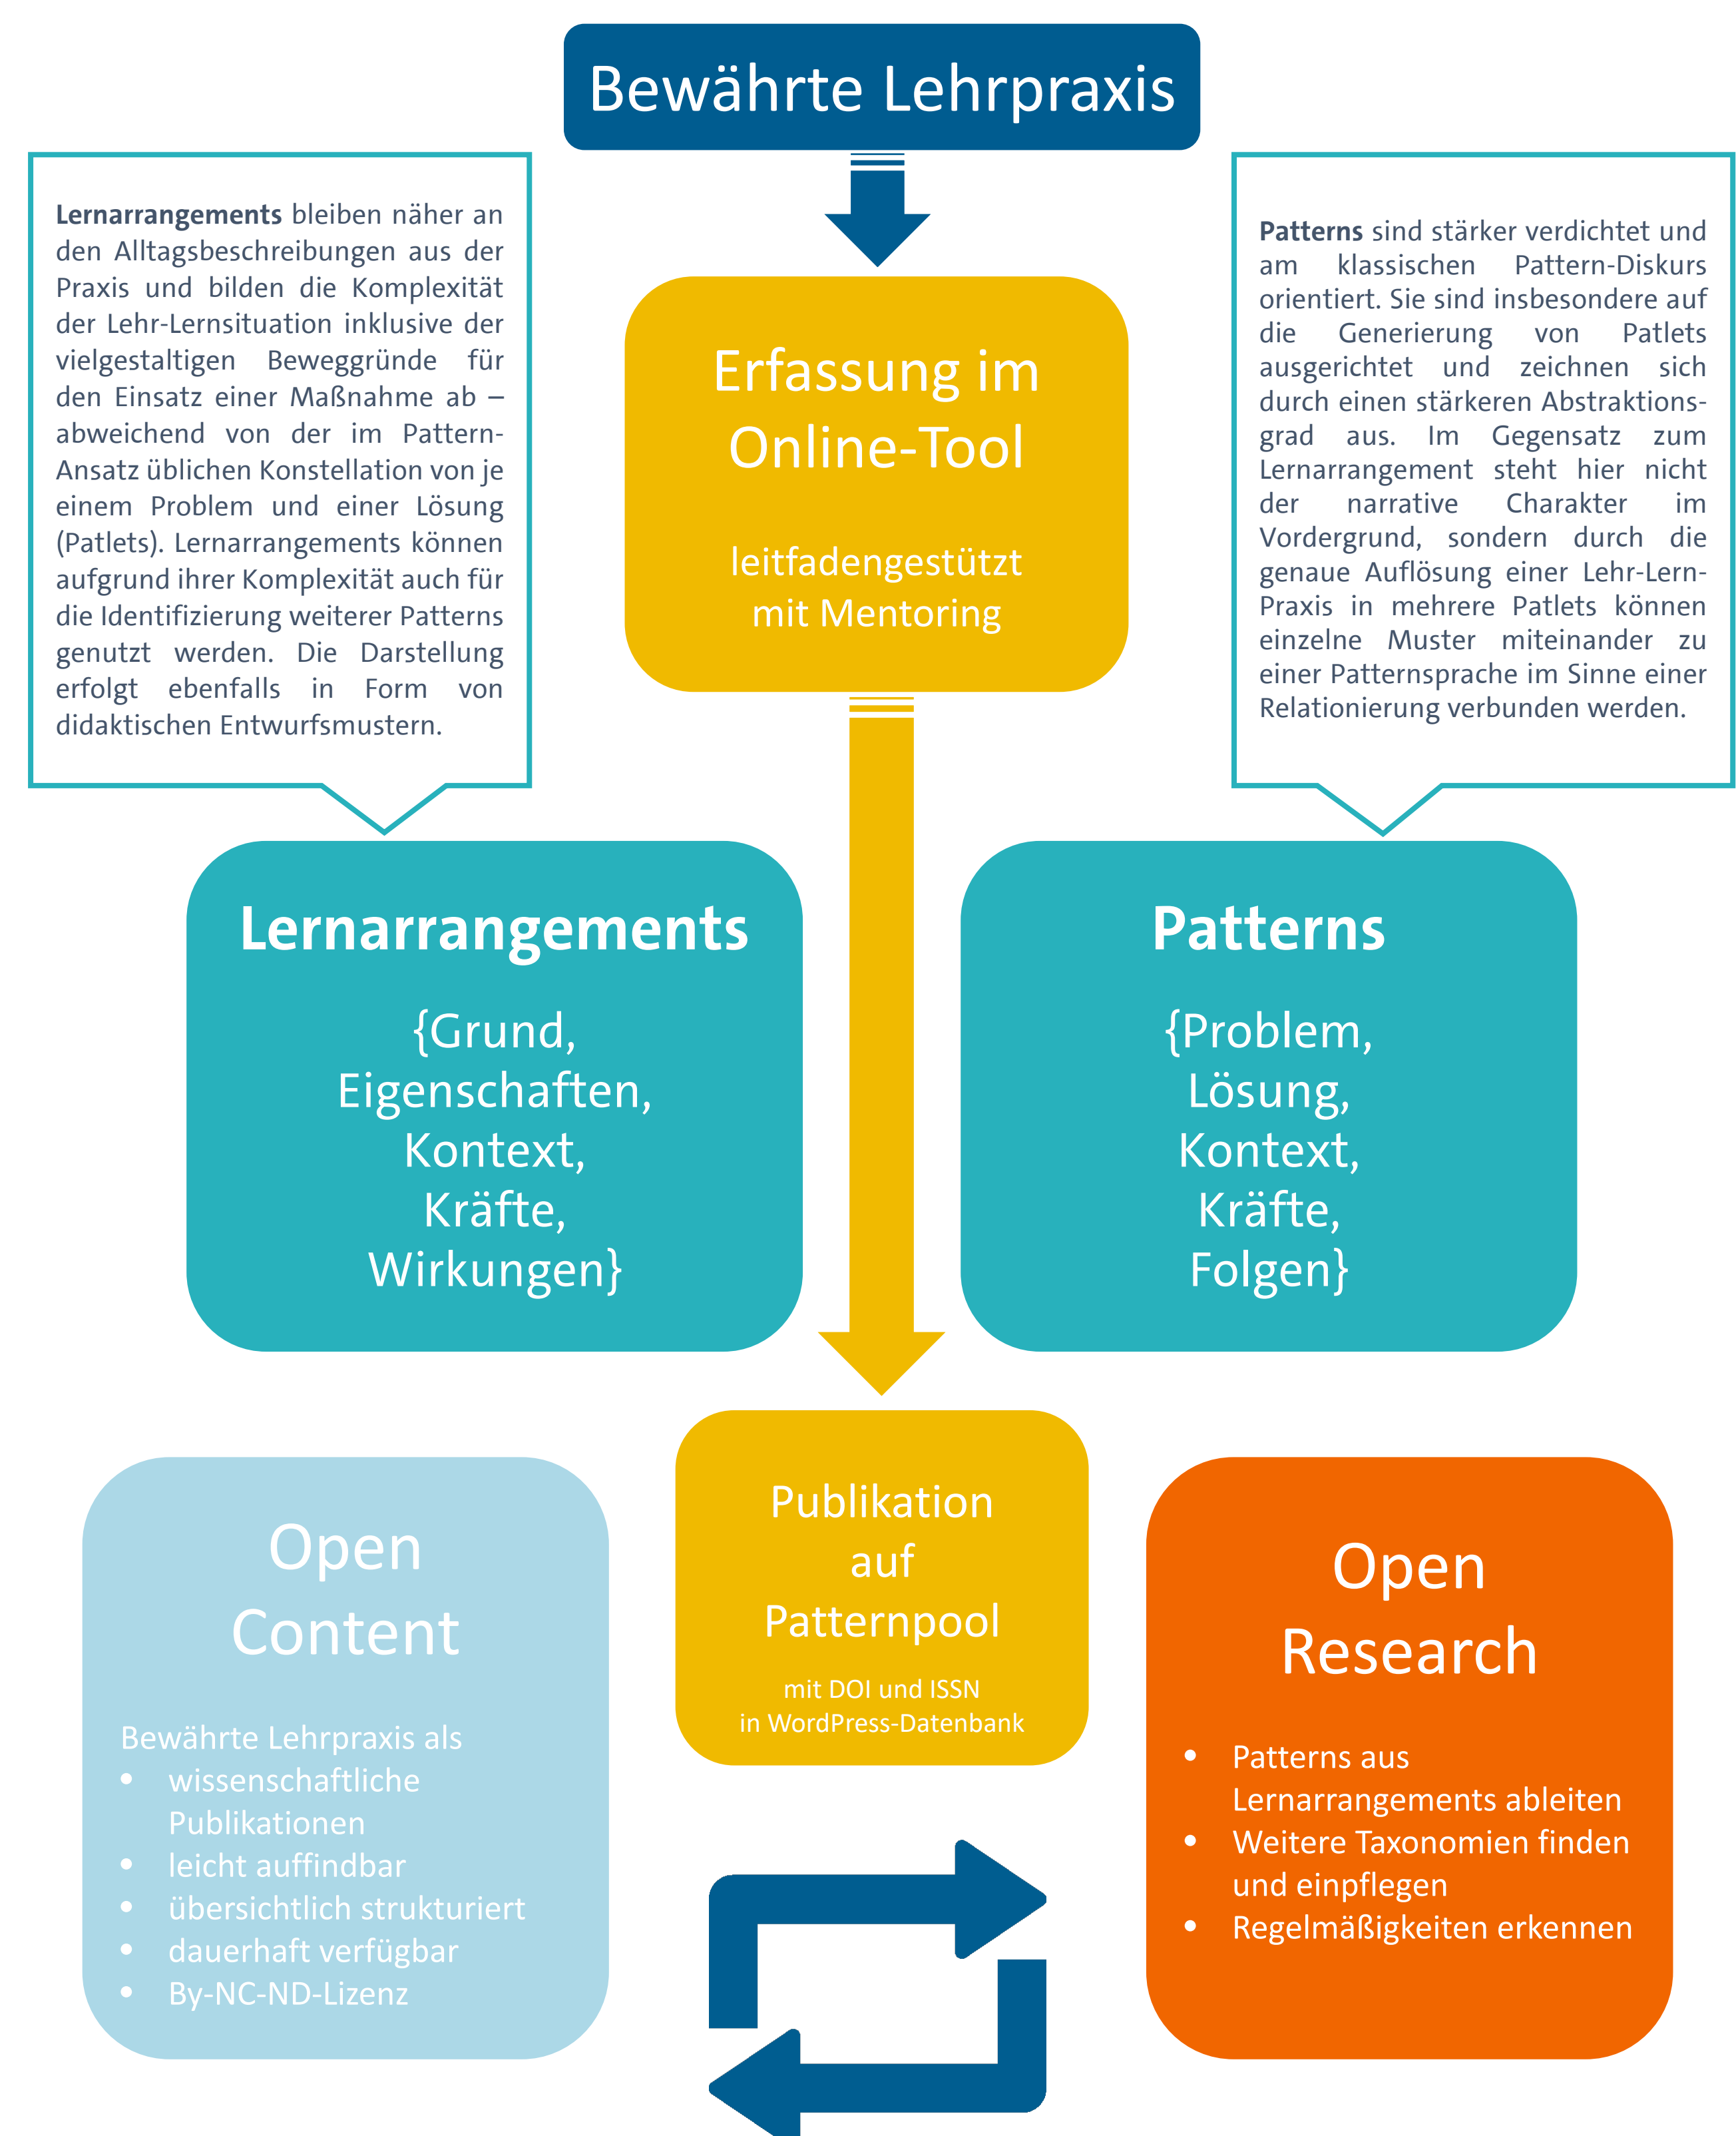 Bewährte Lehrpraxis
Lernarrangements bleiben näher an
den Alltagsbeschreibungen aus der
Praxis und bilden die Komplexität
der Lehr-Lernsituation inklusive der
vielgestaltigen Beweggründe für
den Einsatz einer Maßnahme ab –
abweichend von der im Pattern-
Ansatz üblichen Konstellation von je
einem Problem und einer Lösung
(Patlets). Lernarrangements können
aufgrund ihrer Komplexität auch für
die Identifizierung weiterer Patterns
genutzt werden. Die Darstellung
erfolgt ebenfalls in Form von
didaktischen Entwurfsmustern.
Erfassung im
Online-Tool
leitfadengestützt
mit Mentoring
Patterns sind stärker verdichtet und
am klassischen Pattern-Diskurs
orientiert. Sie sind insbesondere auf
die Generierung von Patlets
ausgerichtet und zeichnen sich
durch einen stärkeren Abstraktions-
grad aus. Im Gegensatz zum
Lernarrangement steht hier nicht
der narrative Charakter im
Vordergrund, sondern durch die
genaue Auflösung einer Lehr-Lern-
Praxis in mehrere Patlets können
einzelne Muster miteinander zu
einer Patternsprache im Sinne einer
Relationierung verbunden werden.
Lernarrangements
{Grund,
Eigenschaften,
Kontext,
Kräfte,
Wirkungen}
Patterns
{Problem,
Lösung,
Kontext,
Kräfte,
Folgen}
Open
Content
Bewährte Lehrpraxis als
• wissenschaftliche
Publikationen
• leicht auffindbar
• übersichtlich strukturiert
• dauerhaft verfügbar
• By-NC-ND-Lizenz
Publikation
auf
Patternpool
mit DOI und ISSN
in WordPress-Datenbank
Open
Research
• Patterns aus
Lernarrangements ableiten
• Weitere Taxonomien finden
und einpflegen
• Regelmäßigkeiten erkennen